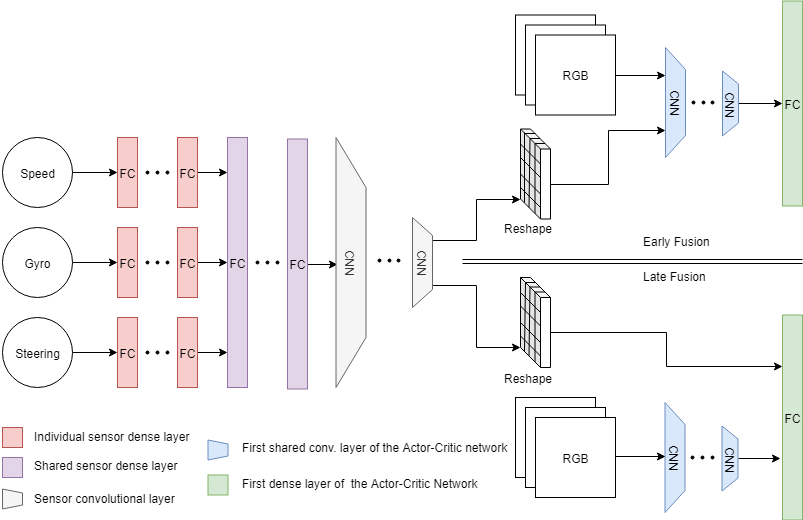 RGB
CNN
...
CNN
FC
Speed
FC
...
FC
Reshape
Early Fusion
Gyro
FC
...
FC
FC
...
FC
CNN
...
CNN
Late Fusion
Steering
FC
...
FC
Reshape
RGB
CNN
...
CNN
FC
Individual sensor dense layer
Shared sensor dense layer
Sensor convolutional layer
First shared conv. layer of the Actor-Critic network
First dense layer of the Actor-Critic Network